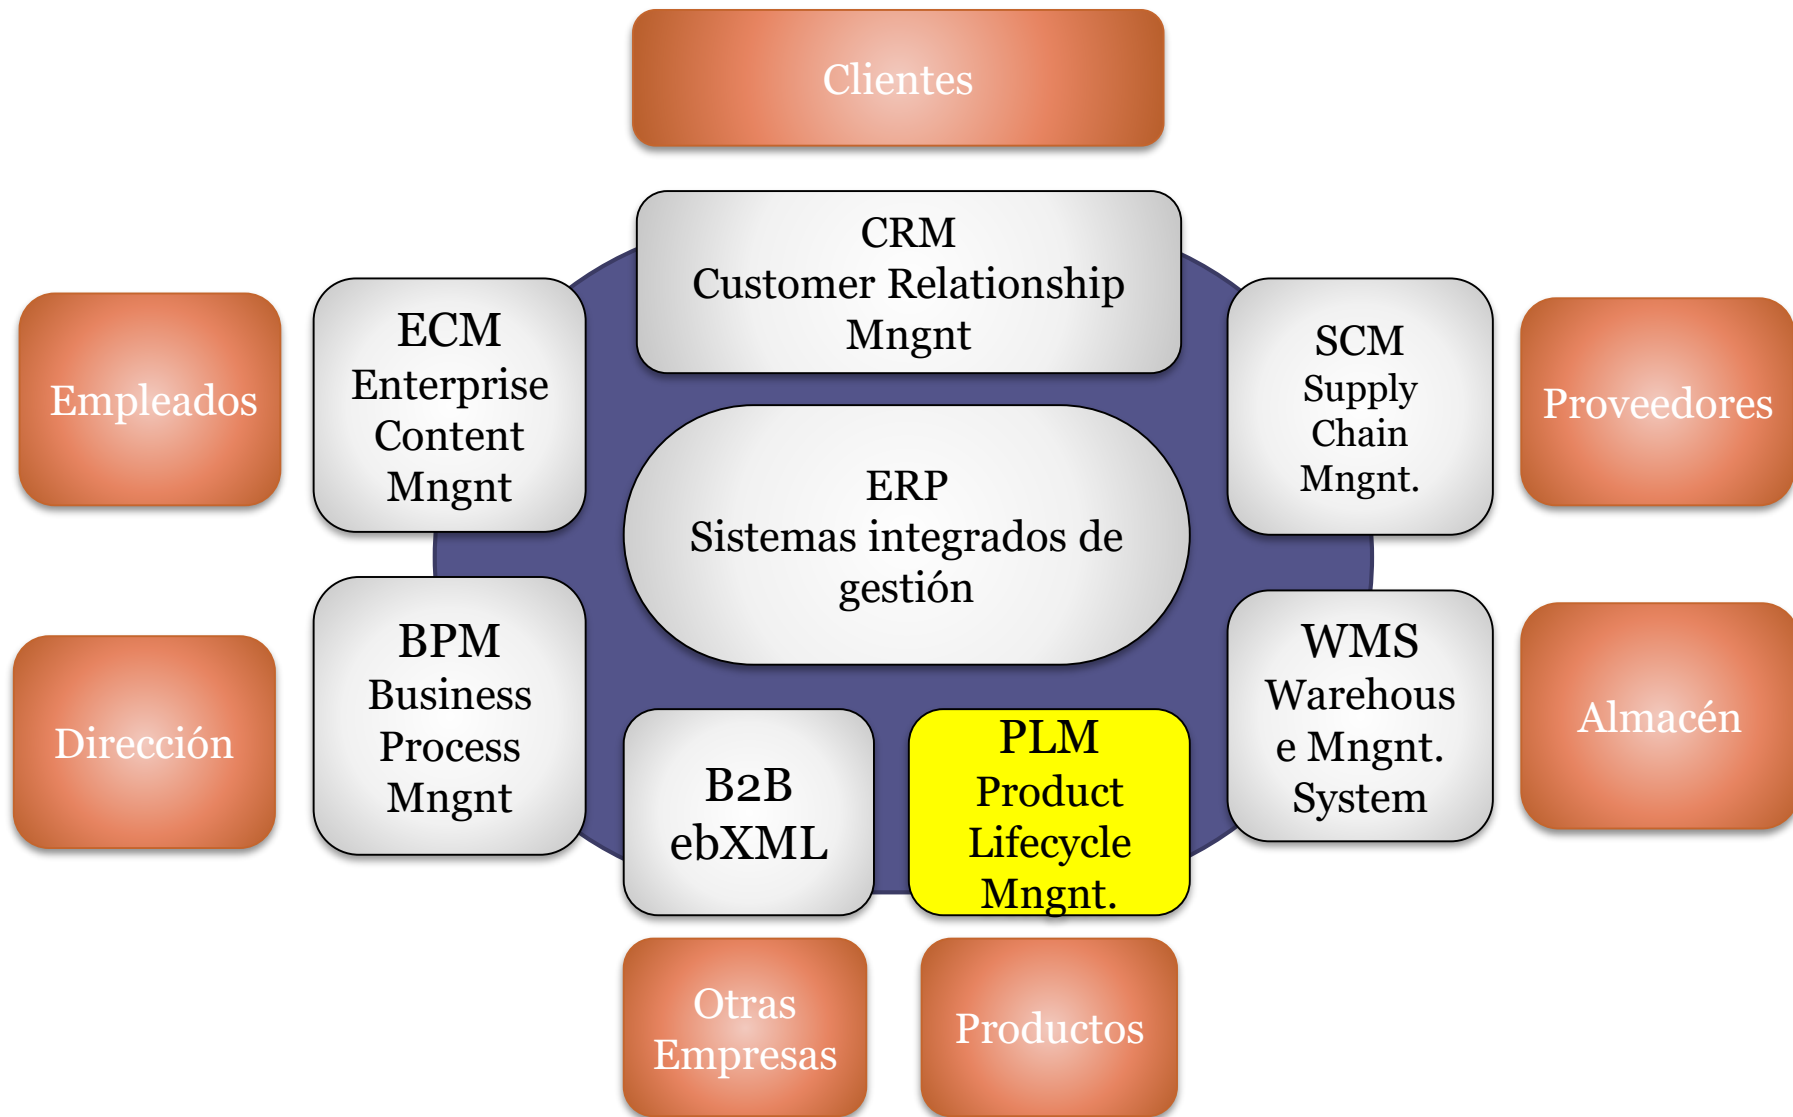 Clientes
CRM
Customer Relationship
Mngnt
Empleados
ECM
Enterprise
Content
Mngnt
SCM
Supply
Chain
Mngnt.
Proveedores
ERP
Sistemas integrados de
gestión
Dirección
BPM
Business
Process
Mngnt
WMS
Warehous
e Mngnt.
System
Almacén
B2B
ebXML
PLM
Product
Lifecycle
Mngnt.
Otras
Empresas
Productos